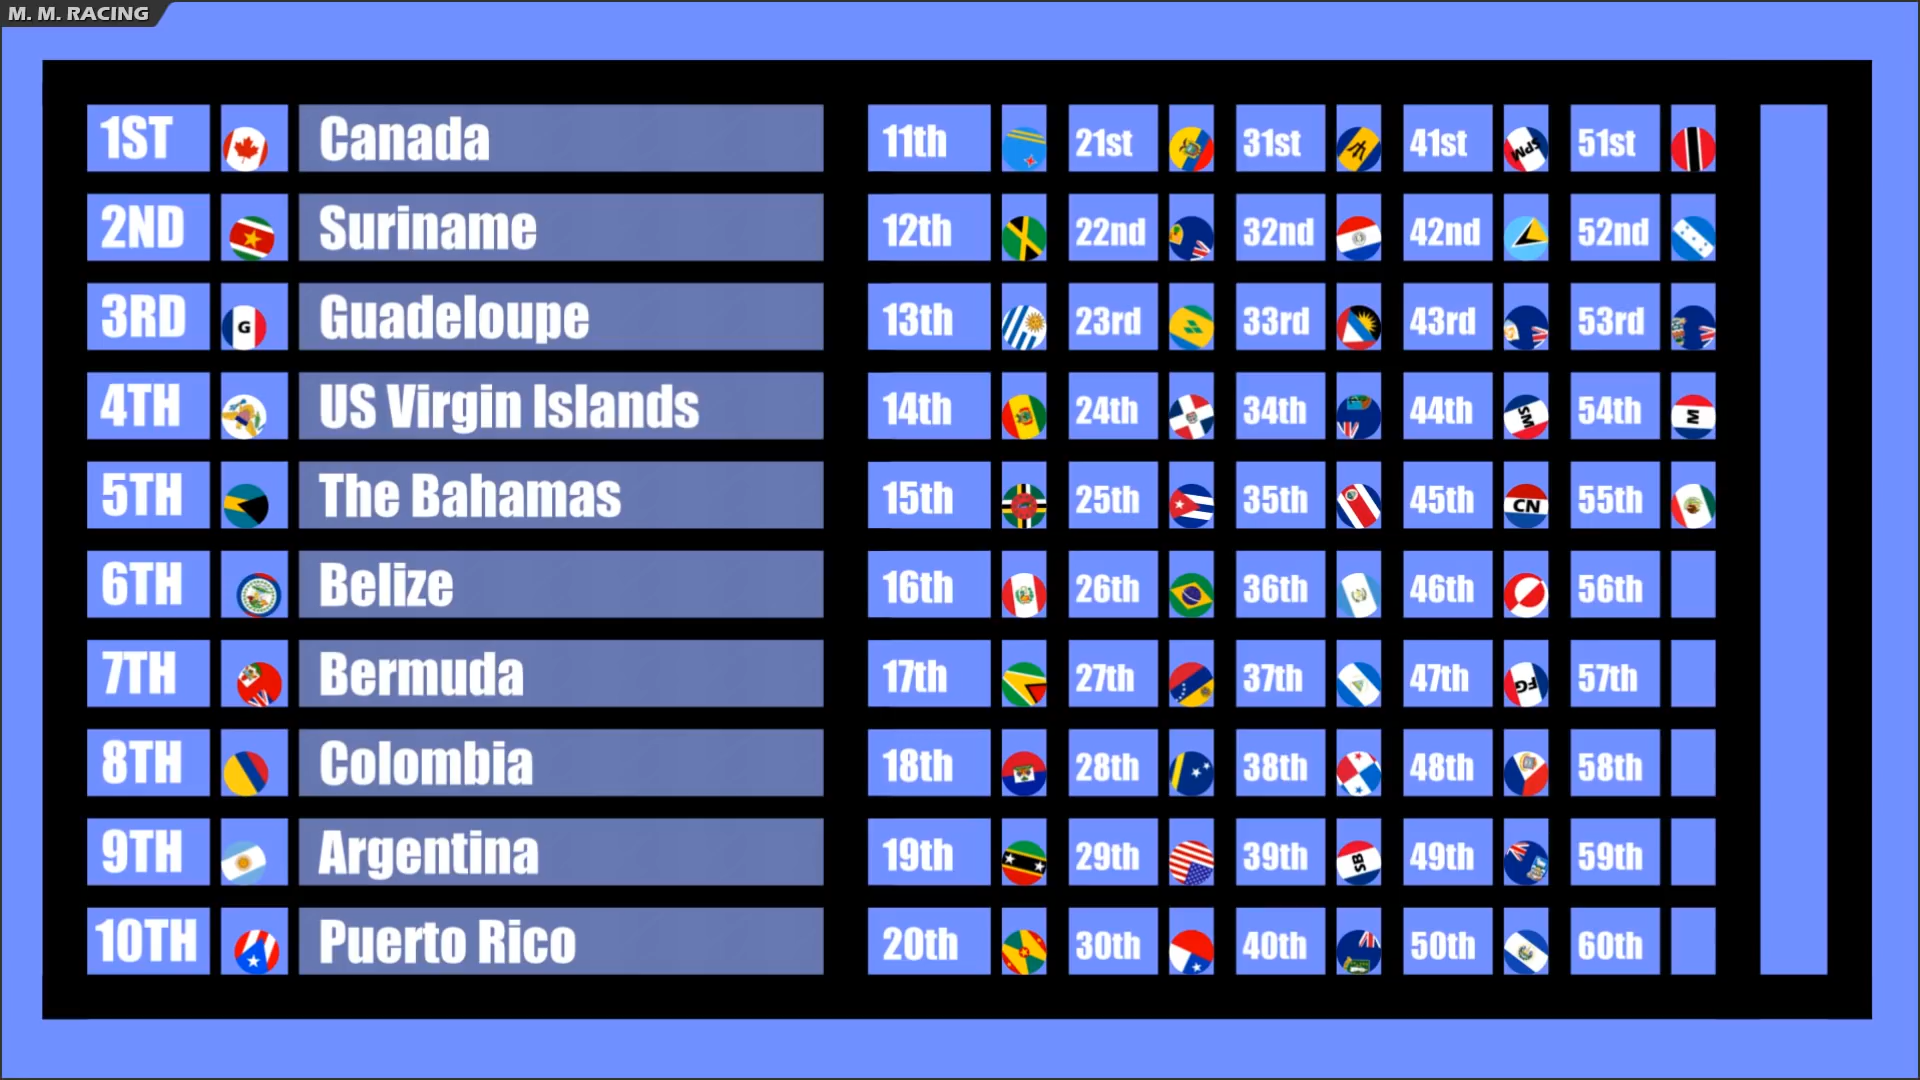 M. M. RACING
1ST Canada
2ND Suriname
3RD G Guadeloupe
4TH US Virgin Islands
5TH The Bahamas
6TH Belize
7TH Bermuda
8TH Colombia
9TH Argentina
10TH Puerto Rico
11th 21st 31st 41st SPM 51st
12th 22nd 32nd 42nd 52nd
13th 23rd 33rd 43rd 53rd
14th 24th 34th 44th SM 54th M
15th 25th 35th 45th CN 55th
16th 26th 36th 46th 56th
17th 27th 37th 47th FG 57th
18th 28th 38th 48th 58th
19th 29th 39th SB 49th 59th
20th 30th 40th 50th 60th